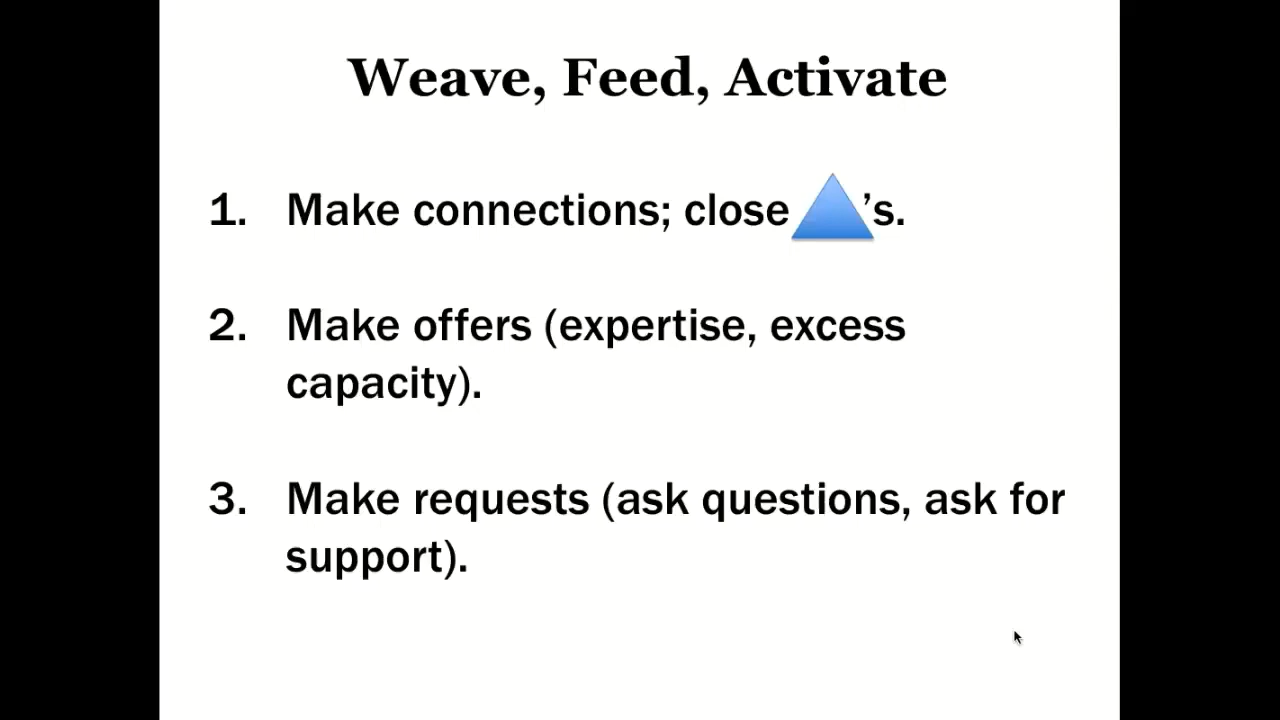 Weave, Feed, Activate
1. Make connections; close ’s.
2. Make offers (expertise, excess
capacity).
3. Make requests (ask questions, ask for
support).